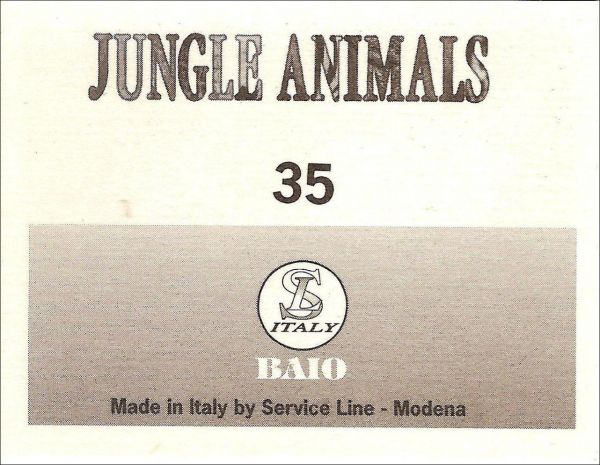 JUNGLE ANIMALS
35
SL
ITALY
BAIO
Made in Italy by Service Line - Modena